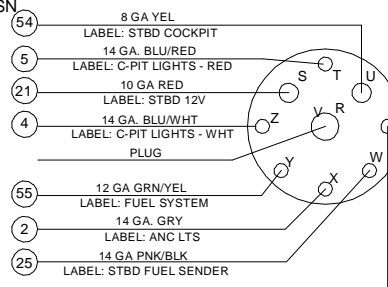 SN
54
8 GA YEL
LABEL: STBD COCKPIT
5
14 GA. BLU/RED
LABEL: C-PIT LIGHTS - RED
21
10 GA RED
LABEL: STBD 12V
4
14 GA. BLU/WHT
LABEL: C-PIT LIGHTS - WHT
PLUG
55
12 GA GRN/YEL
LABEL: FUEL SYSTEM
2
14 GA. GRY
LABEL: ANC LTS
25
14 GA PNK/BLK
LABEL: STBD FUEL SENDER
S
T
U
Z
V
R
Y
X
W